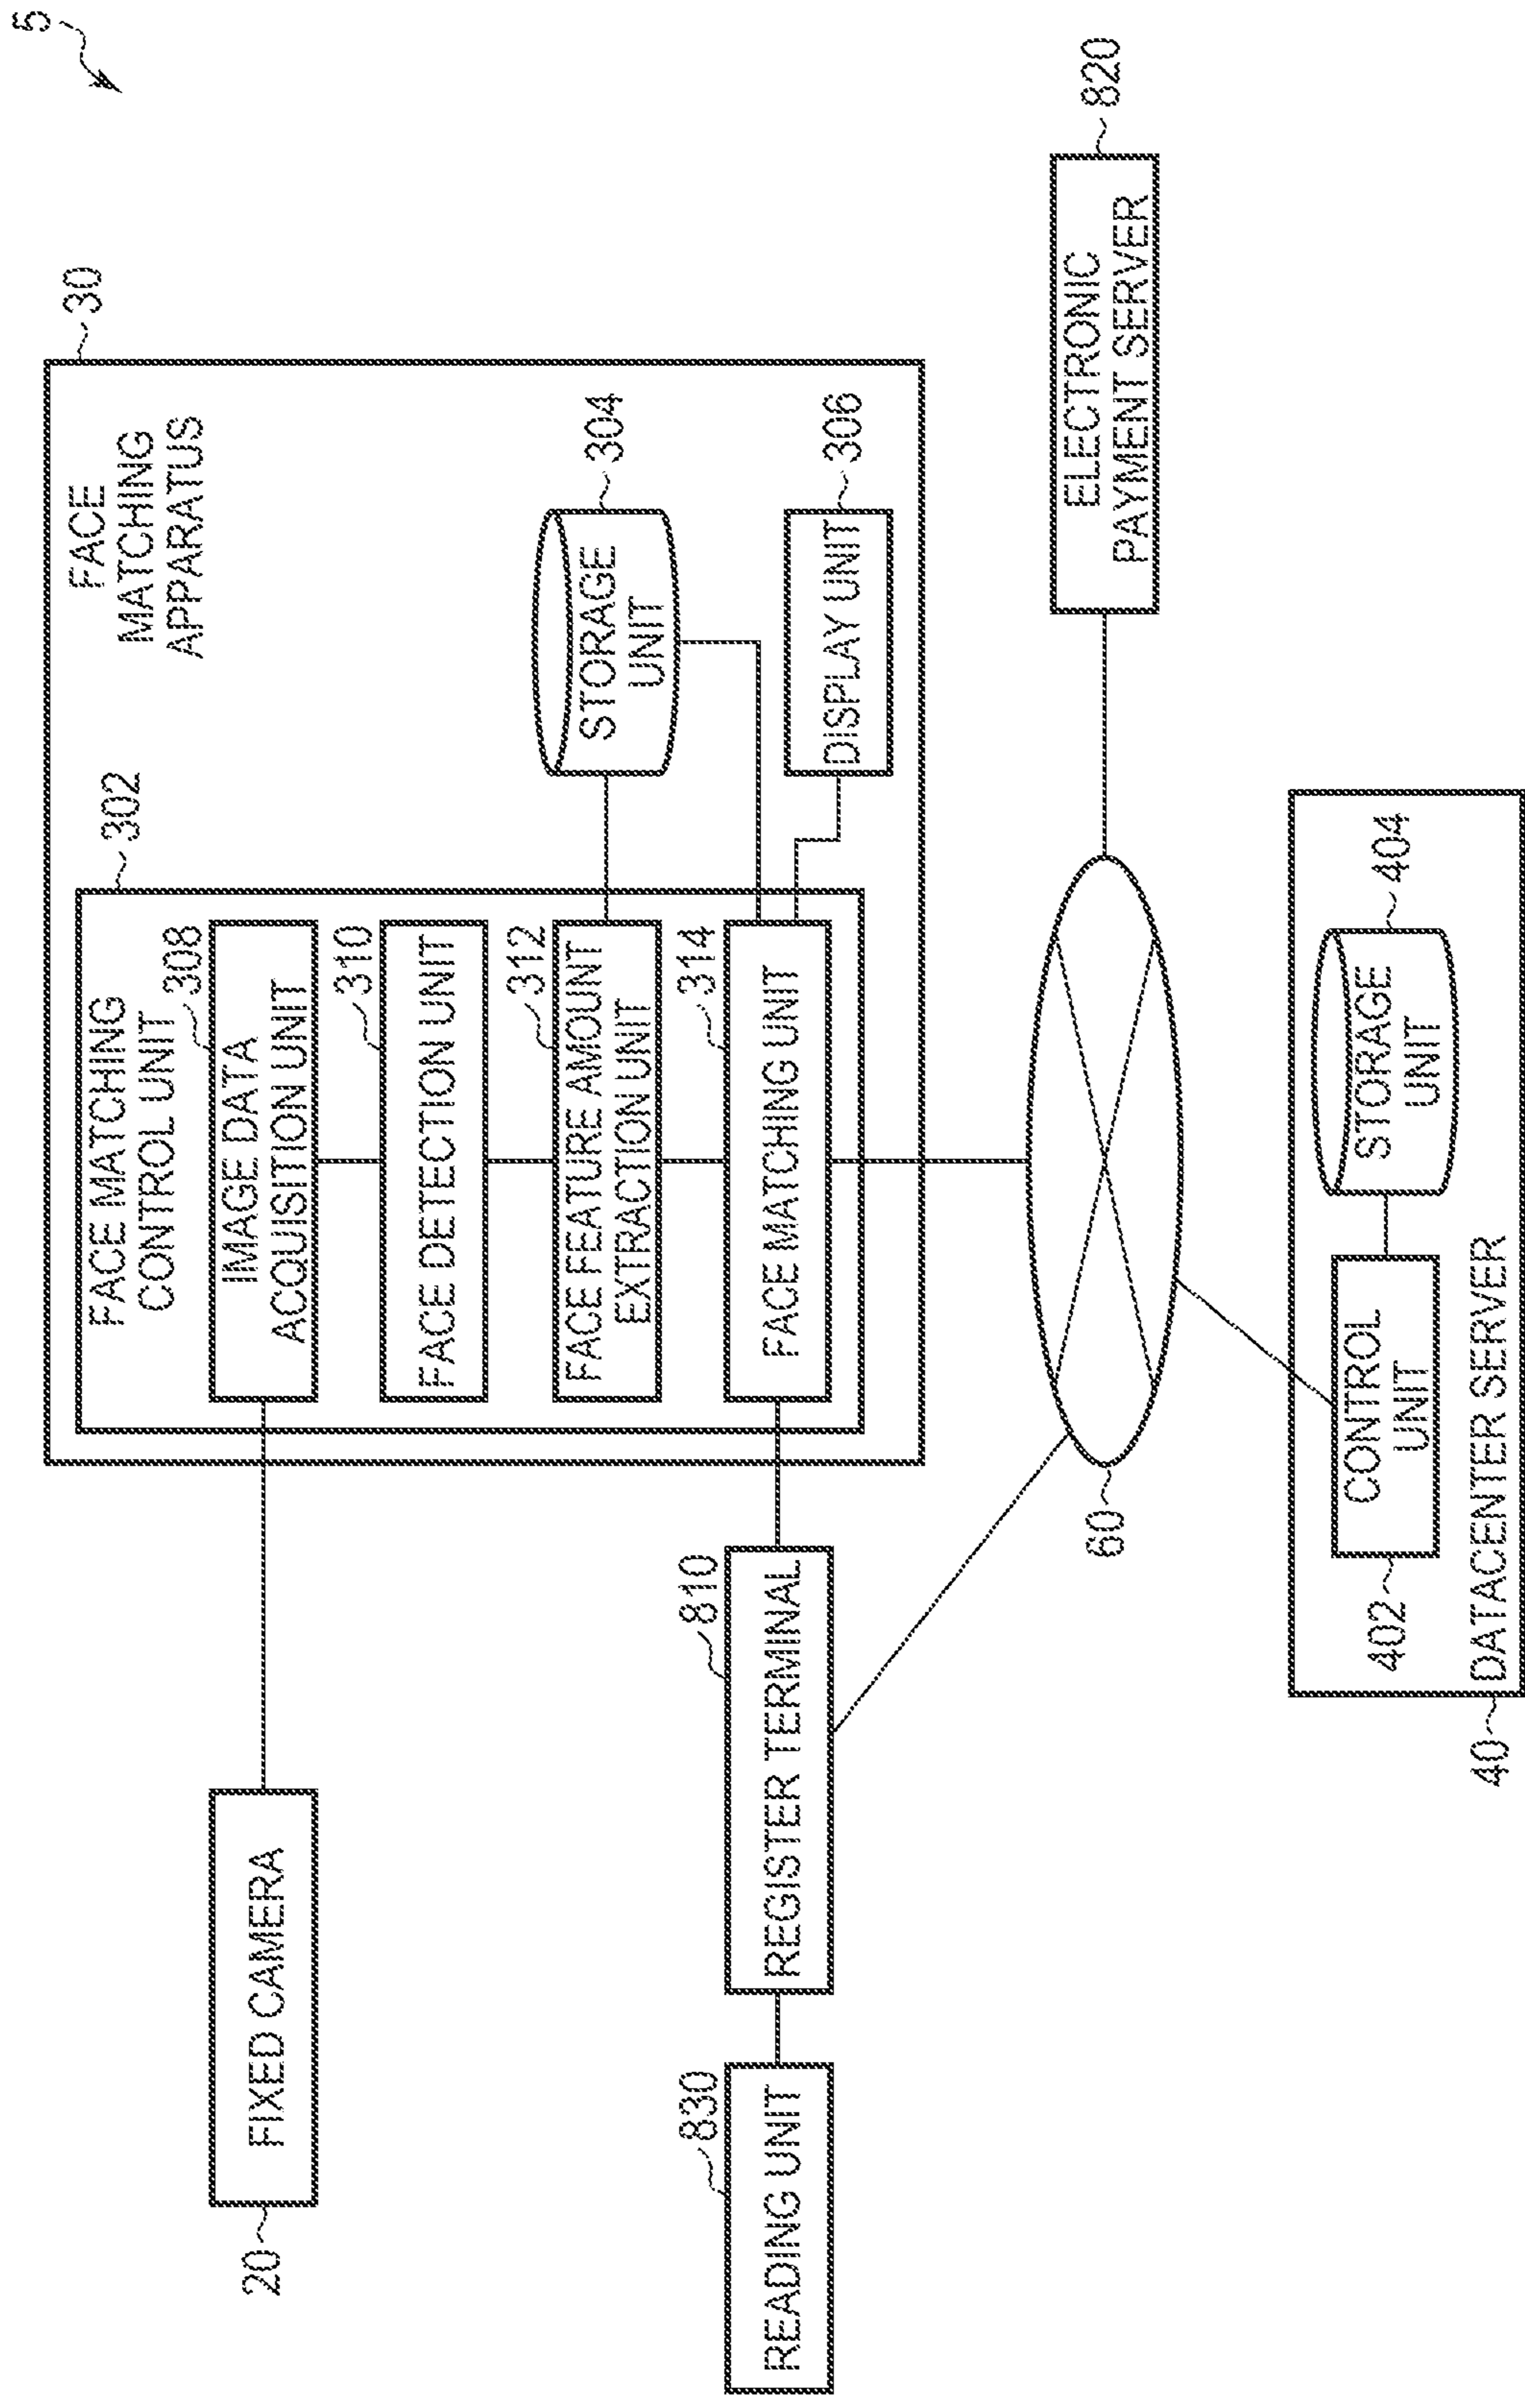 5
30
FACE
MATCHING
APPARATUS
302
FACE MATCHING
CONTROL UNIT
308
IMAGE DATA
ACQUISITION UNIT
310
FACE DETECTION UNIT
312
FACE FEATURE AMOUNT
EXTRACTION UNIT
314
FACE MATCHING UNIT
304
STORAGE
UNIT
306
DISPLAY UNIT
20
FIXED CAMERA
830
READING UNIT
810
REGISTER TERMINAL
60
820
ELECTRONIC
PAYMENT SERVER
402
CONTROL
UNIT
404
STORAGE
UNIT
40
DATACENTER SERVER